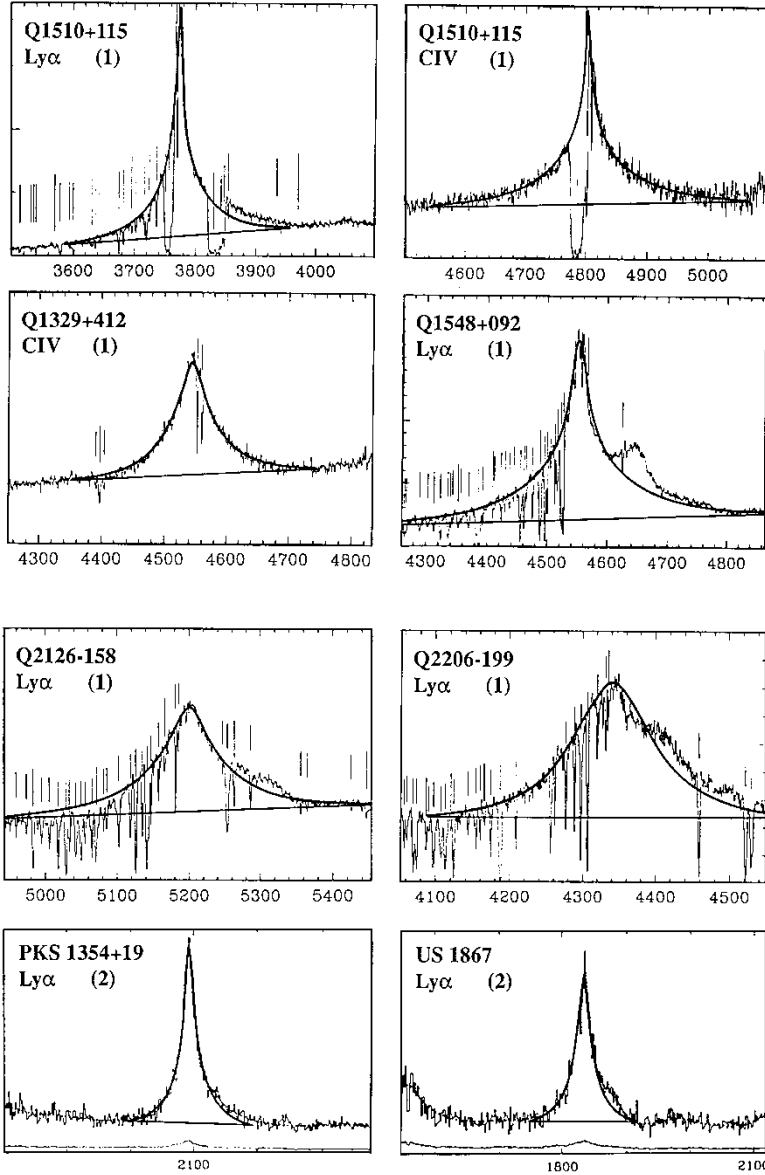 Q1510+115
Lyα (1)
3600 3700 3800 3900 4000
Q1510+115
CIV (1)
4600 4700 4800 4900 5000
Q1329+412
CIV (1)
4300 4400 4500 4600 4700 4800
Q1548+092
Lyα (1)
4300 4400 4500 4600 4700 4800
Q2126-158
Lyα (1)
5000 5100 5200 5300 5400
Q2206-199
Lyα (1)
4100 4200 4300 4400 4500
PKS 1354+19
Lyα (2)
2100
US 1867
Lyα (2)
1800 2100